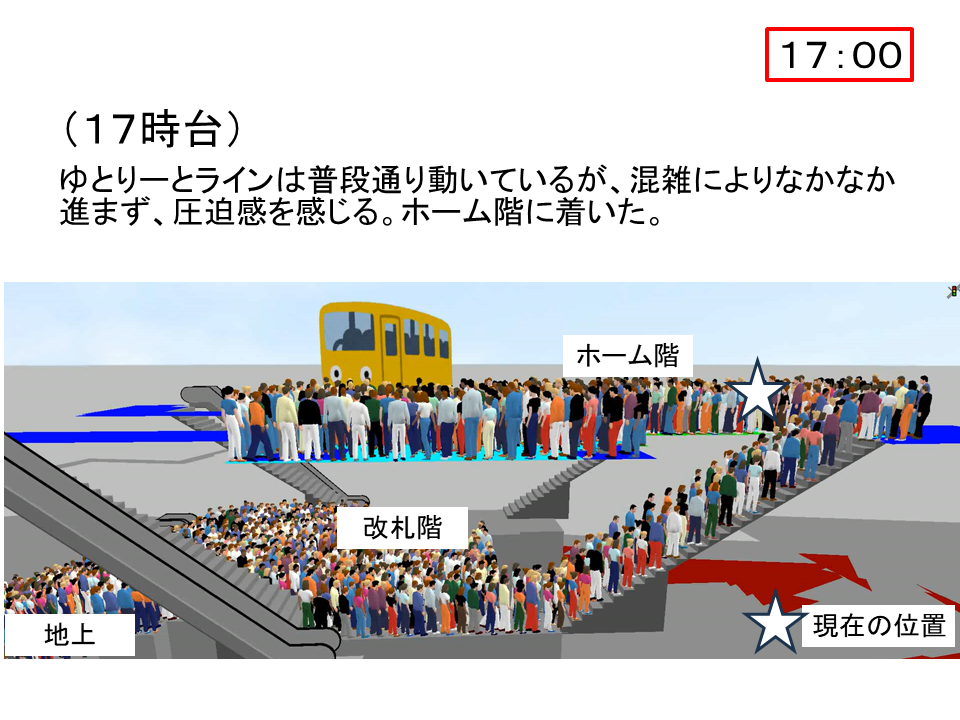 １７：００
（１７時台）
ゆとりーとラインは普段通り動いているが、混雑によりなかなか
進まず、圧迫感を感じる。ホーム階に着いた。
ホーム階
改札階
地上
現在の位置